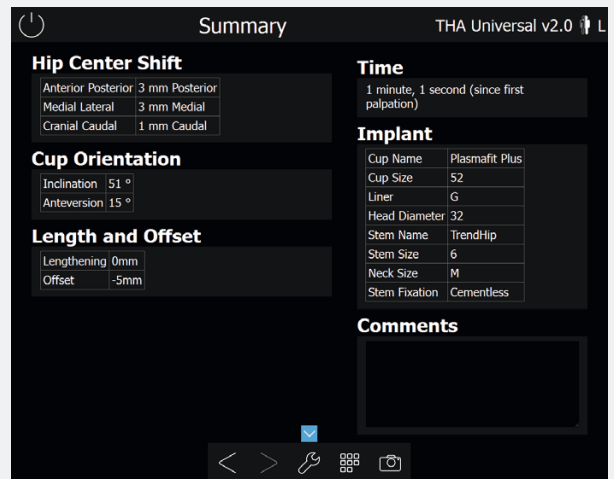 Summary
THA Universal v2.0 L
Hip Center Shift
Anterior Posterior 3 mm Posterior
Medial Lateral 3 mm Medial
Cranial Caudal 1 mm Caudal
Cup Orientation
Inclination 51 °
Anteversion 15 °
Length and Offset
Lengthening 0mm
Offset -5mm
Time
1 minute, 1 second (since first
palpation)
Implant
Cup Name Plasmafit Plus
Cup Size 52
Liner G
Head Diameter 32
Stem Name TrendHip
Stem Size 6
Neck Size M
Stem Fixation Cementless
Comments